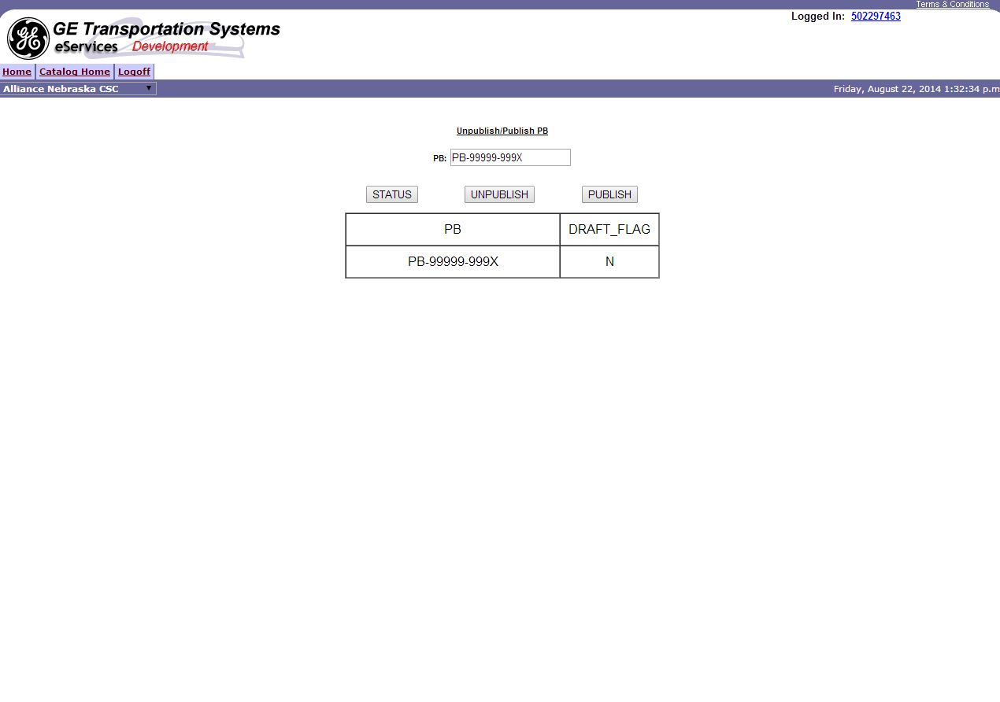 Terms & Conditions
Logged In: 502297463
GE Transportation Systems
eServices Development
Home Catalog Home Logoff
Alliance Nebraska CSC Friday, August 22, 2014 1:32:34 p.m
Unpublish/Publish PB
PB: PB-99999-999X
STATUS UNPUBLISH PUBLISH
PB DRAFT_FLAG
PB-99999-999X N